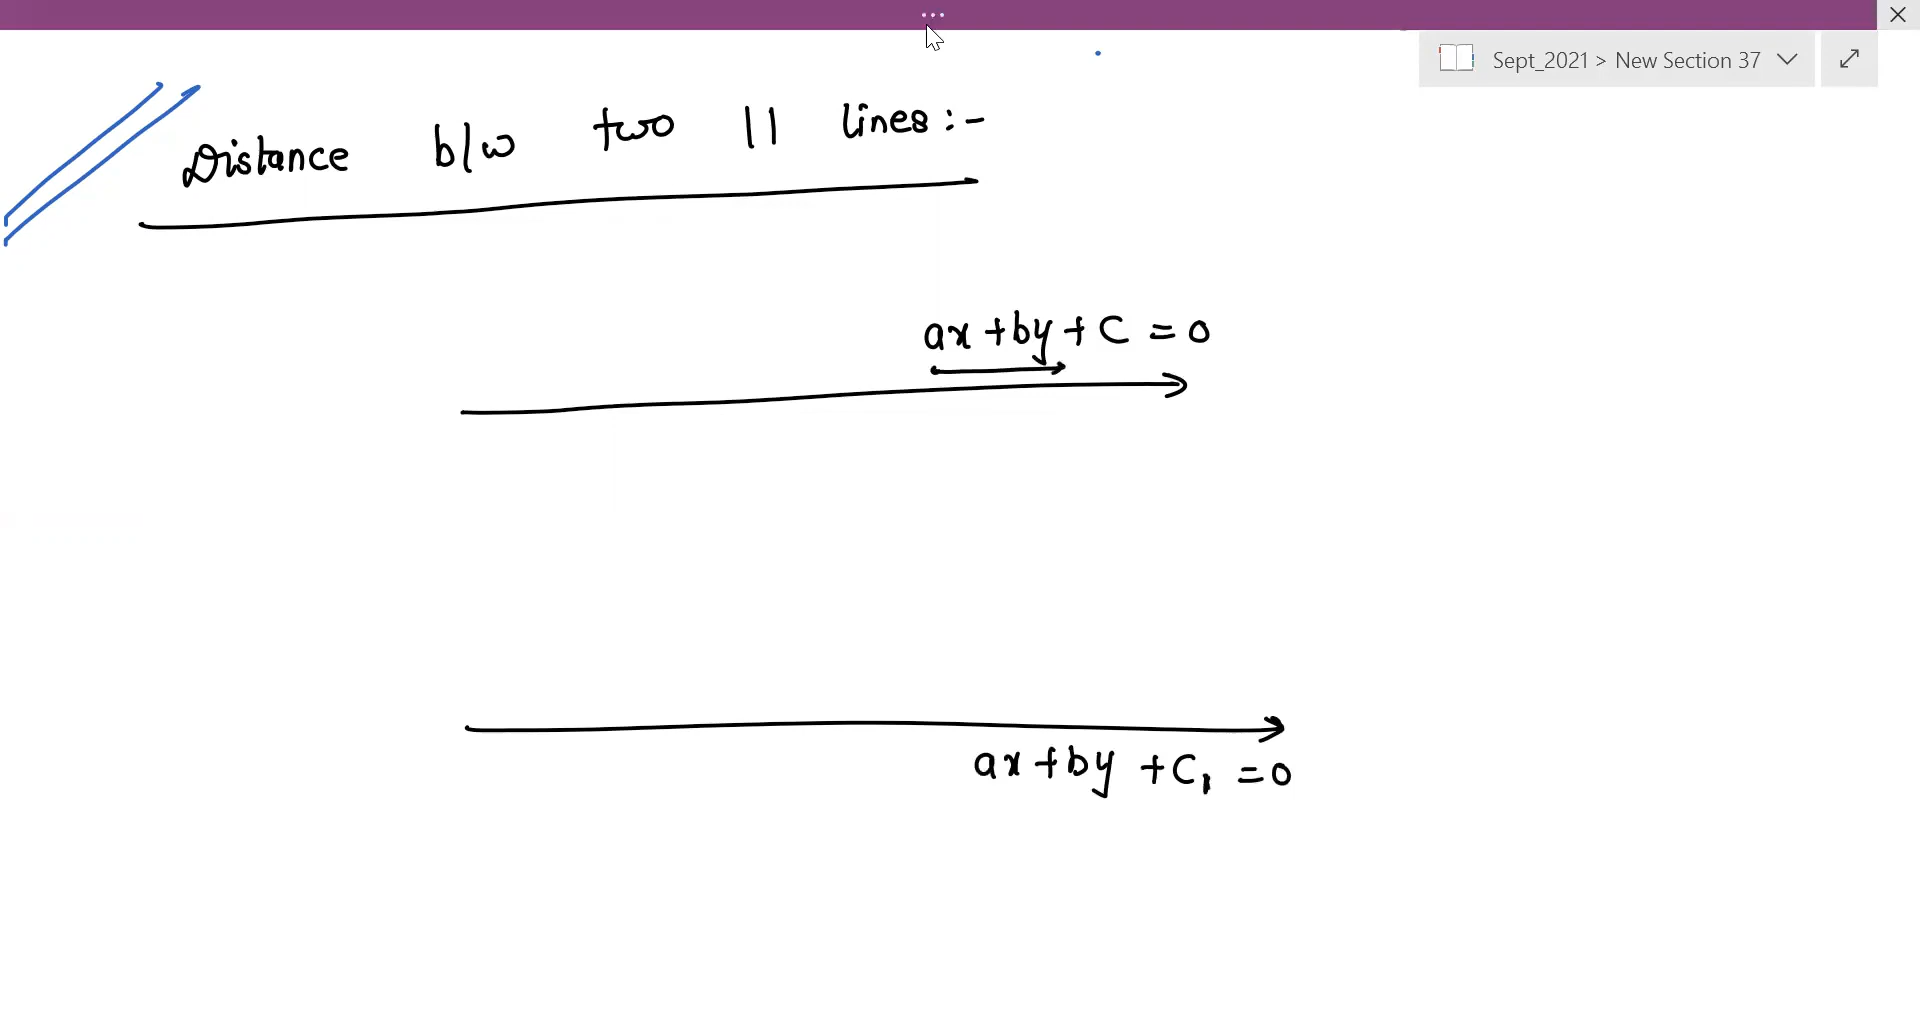 Sept_2021 > New Section 37
Distance b/w two || lines:-
ax+by+C=0
ax+by+C₁=0